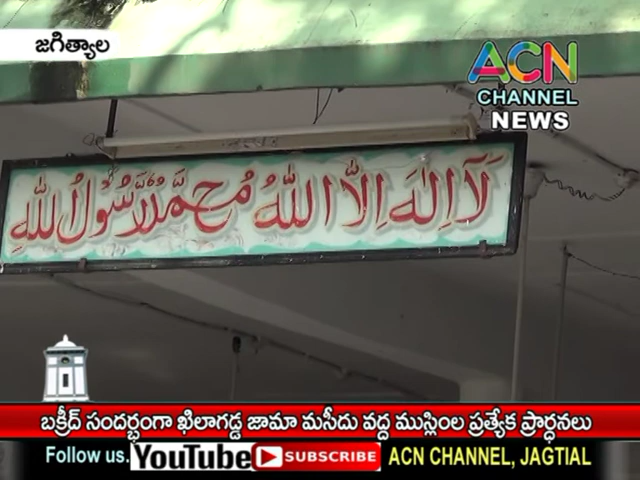 జగిత్యాల
ACN
CHANNEL
NEWS
لَآ اِلٰهَ اِلَّا اللّٰهُ مُحَمَّدٌ رَّسُوْلُ اللّٰهِ
బక్రీద్ సందర్భంగా ఖిలాగడ్డ జామా మసీదు వద్ద ముస్లింల ప్రత్యేక ప్రార్ధనలు
Follow us. YouTube SUBSCRIBE ACN CHANNEL, JAGTIAL